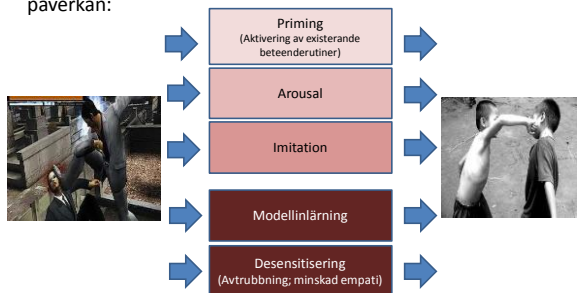 påverkan:
Priming
(Aktivering av existerande
beteenderutiner)
Arousal
Imitation
Modellinlärning
Desensitisering
(Avtrubbning; minskad empati)